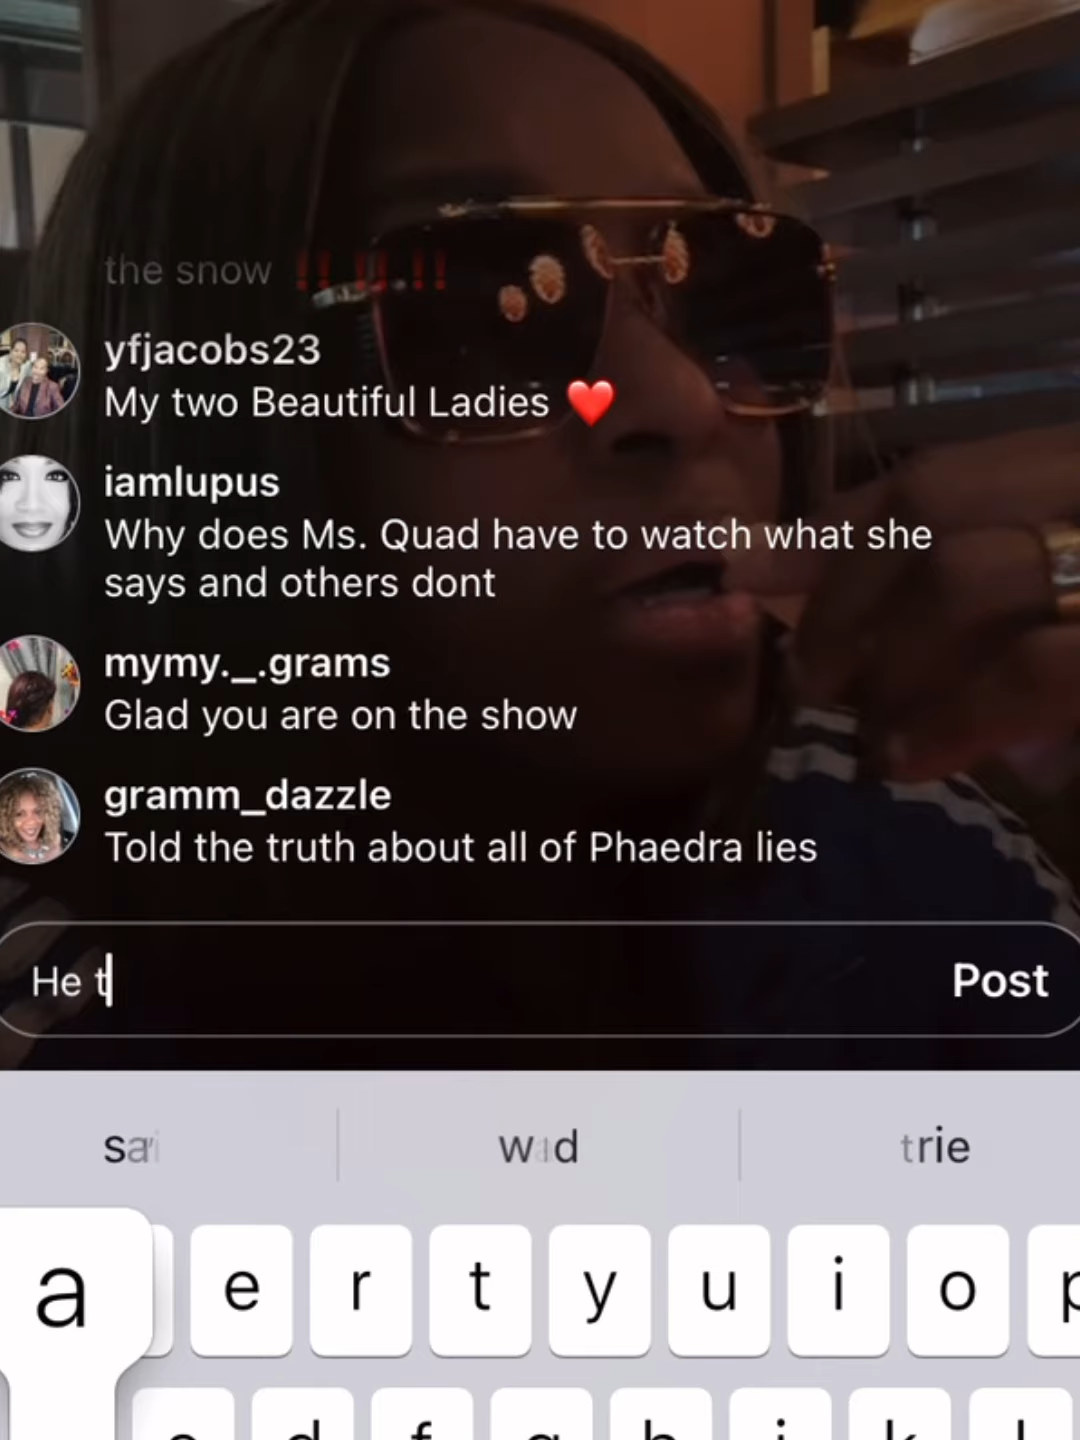 the snow ‼️ ‼️ ‼️
yfjacobs23
My two Beautiful Ladies ❤️
iamlupus
Why does Ms. Quad have to watch what she
says and others dont
mymy._.grams
Glad you are on the show
gramm_dazzle
Told the truth about all of Phaedra lies
He t
Post
a e r t y u i o p
d f g h j k l